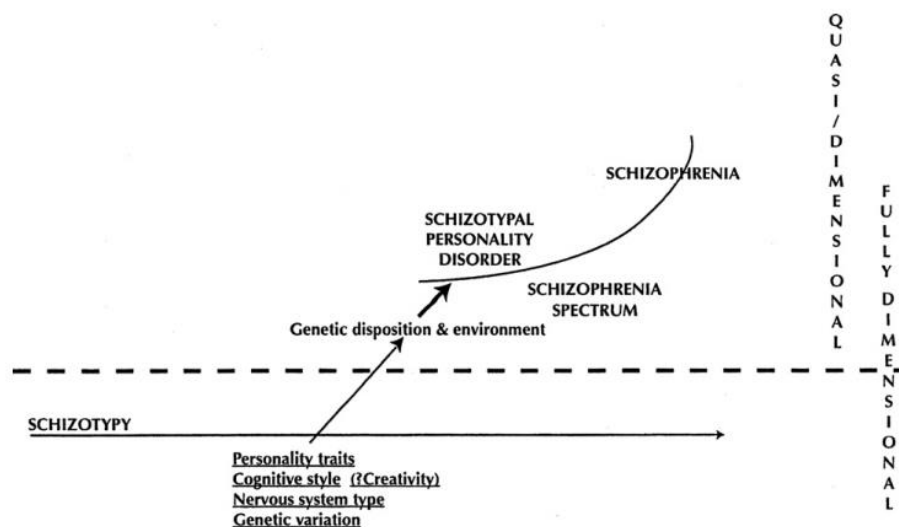 SCHIZOPHRENIA
SCHIZOTYPAL
PERSONALITY
DISORDER
SCHIZOPHRENIA
SPECTRUM
Genetic disposition & environment
SCHIZOTYPY
Personality traits
Cognitive style (?Creativity)
Nervous system type
Genetic variation
QUASI/DIMENSIONAL
FULLY DIMENSIONAL